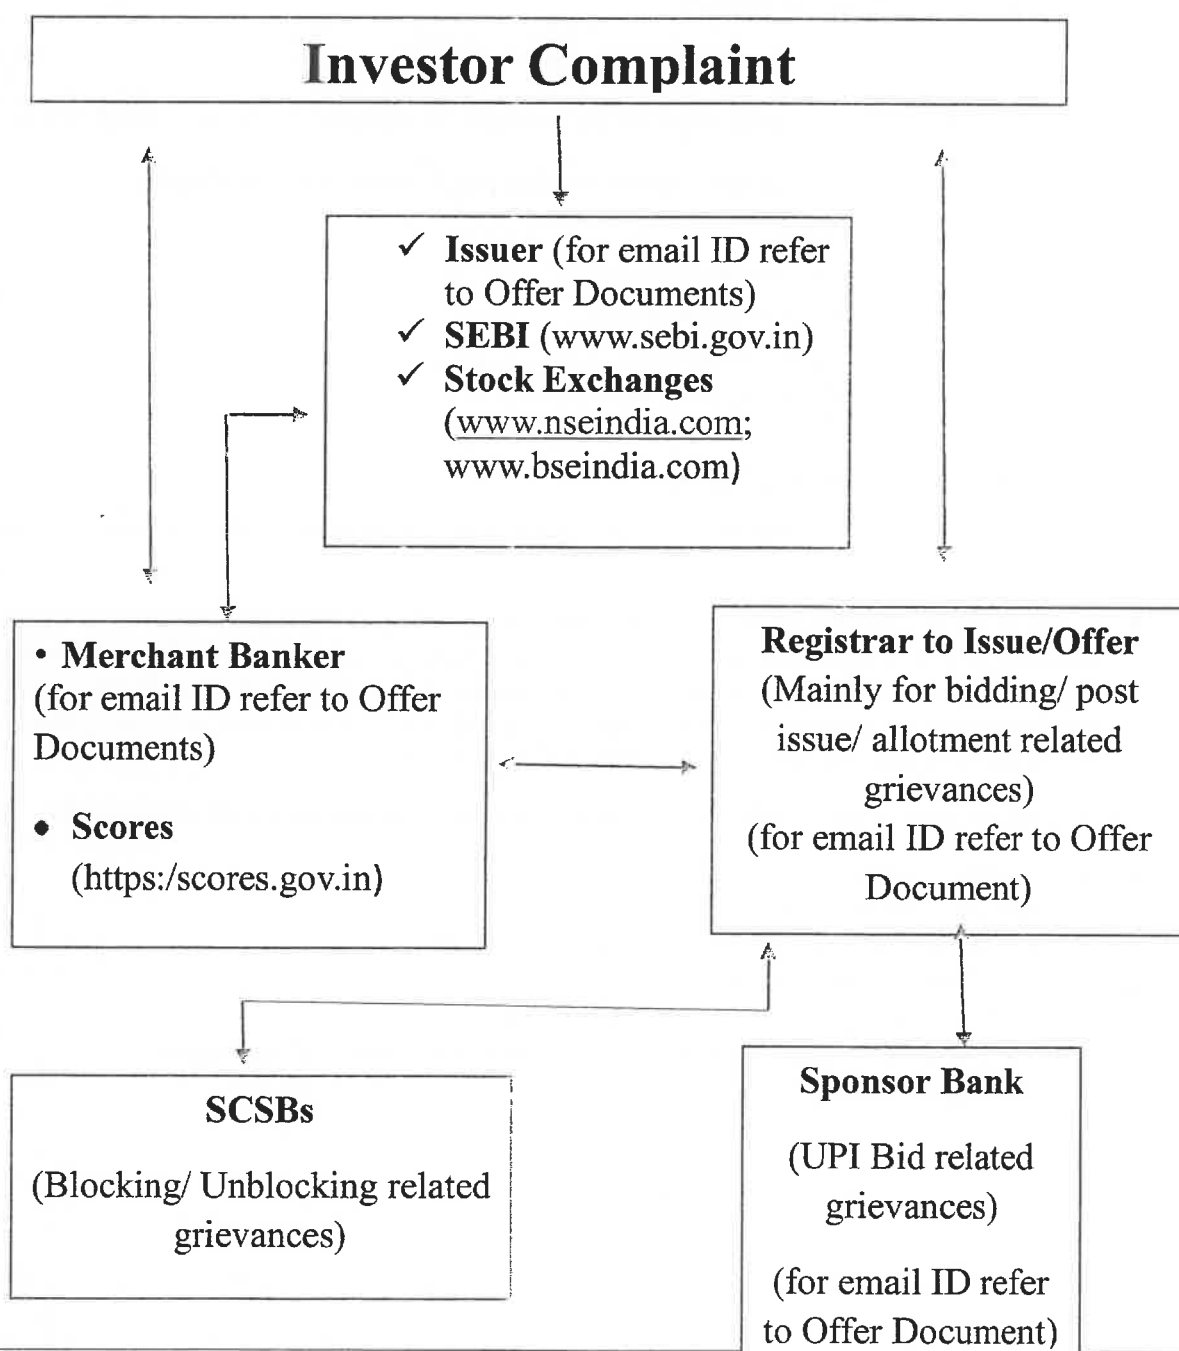 Investor Complaint
✓ Issuer (for email ID refer
to Offer Documents)
✓ SEBI (www.sebi.gov.in)
✓ Stock Exchanges
(www.nseindia.com;
www.bseindia.com)
• Merchant Banker
(for email ID refer to Offer
Documents)
• Scores
(https:/scores.gov.in)
Registrar to Issue/Offer
(Mainly for bidding/ post
issue/ allotment related
grievances)
(for email ID refer to Offer
Document)
SCSBs
(Blocking/ Unblocking related
grievances)
Sponsor Bank
(UPI Bid related
grievances)
(for email ID refer
to Offer Document)